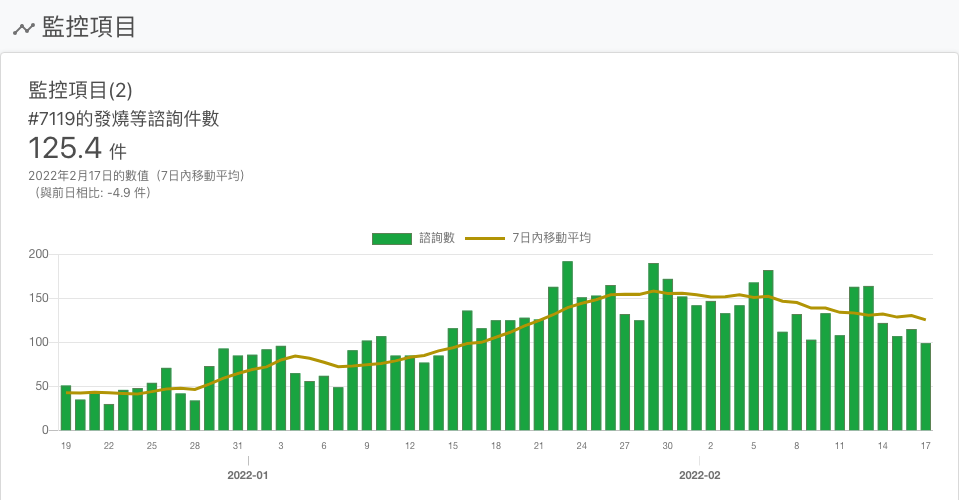 監控項目
監控項目(2)
#7119的發燒等諮詢件數
125.4 件
2022年2月17日的數值（7日內移動平均）
（與前日相比: -4.9 件）
諮詢數 7日內移動平均
200
150
100
50
0
19 22 25 28 31 3 6 9 12 15 18 21 24 27 30 2 5 8 11 14 17
2022-01 2022-02